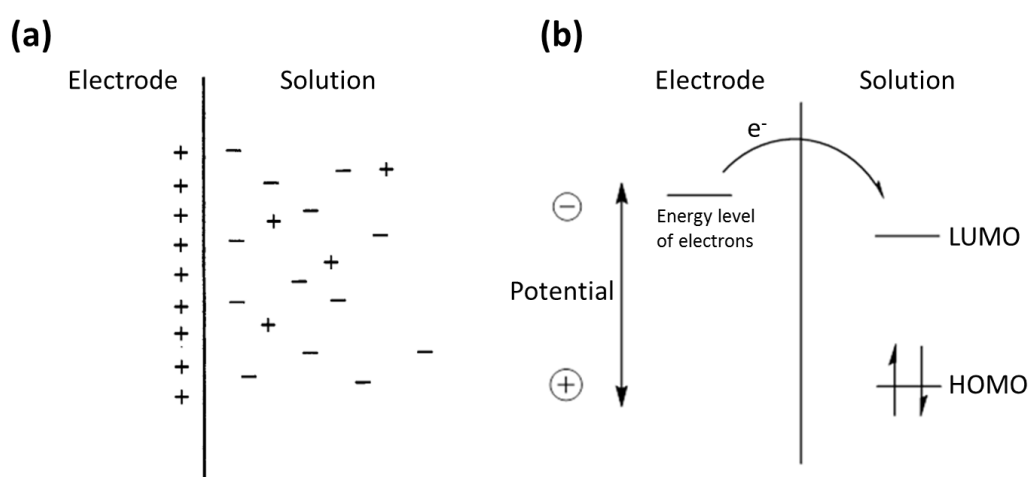 (a)
Electrode Solution
(b)
Electrode Solution
e-
Energy level
of electrons
Potential
LUMO
HOMO